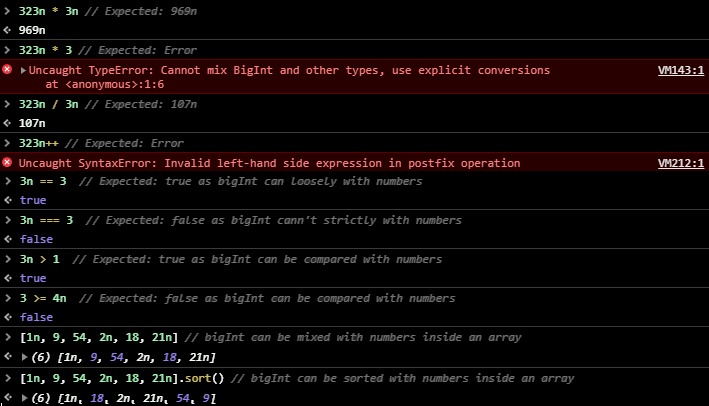 323n * 3n // Expected: 969n
969n
323n * 3 // Expected: Error
Uncaught TypeError: Cannot mix BigInt and other types, use explicit conversions VM143:1
at <anonymous>:1:6
323n / 3n // Expected: 107n
107n
323n++ // Expected: Error
Uncaught SyntaxError: Invalid left-hand side expression in postfix operation VM212:1
3n == 3 // Expected: true as bigInt can loosely with numbers
true
3n === 3 // Expected: false as bigInt cann't strictly with numbers
false
3n > 1 // Expected: true as bigInt can be compared with numbers
true
3 >= 4n // Expected: false as bigInt can be compared with numbers
false
[1n, 9, 54, 2n, 18, 21n] // bigInt can be mixed with numbers inside an array
(6) [1n, 9, 54, 2n, 18, 21n]
[1n, 9, 54, 2n, 18, 21n].sort() // bigInt can be sorted with numbers inside an array
(6) [1n, 18, 2n, 21n, 54, 9]